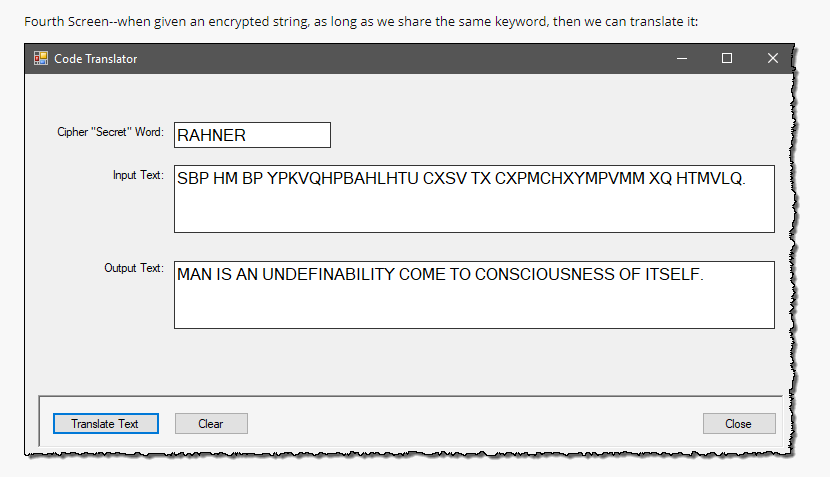 Fourth Screen--when given an encrypted string, as long as we share the same keyword, then we can translate it:
Code Translator
Cipher "Secret" Word: RAHNER
Input Text: SBP HM BP YPKVQHPBAHLHTU CXSV TX CXPMCHXYMPVMM XQ HTMVLQ.
Output Text: MAN IS AN UNDEFINABILITY COME TO CONSCIOUSNESS OF ITSELF.
Translate Text Clear Close